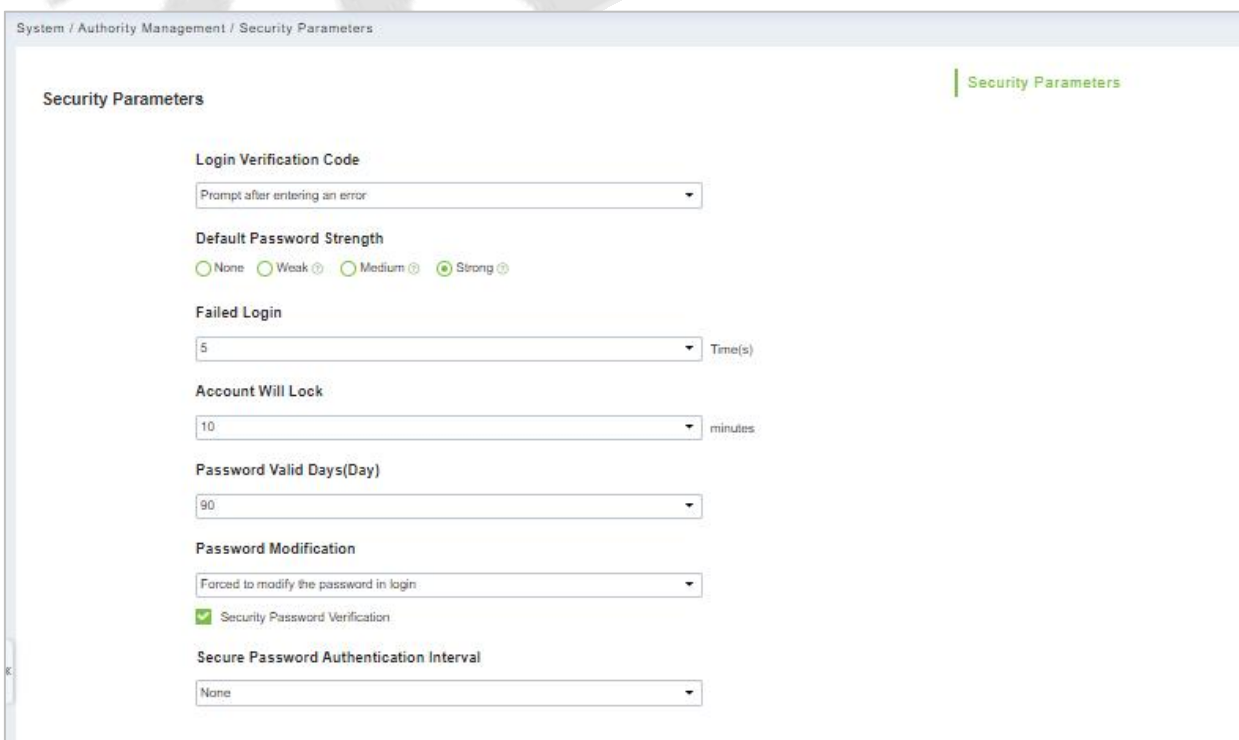 System / Authority Management / Security Parameters
Security Parameters
Security Parameters
Login Verification Code
Prompt after entering an error
Default Password Strength
None Weak ? Medium ? Strong ?
Failed Login
5 Time(s)
Account Will Lock
10 minutes
Password Valid Days(Day)
90
Password Modification
Forced to modify the password in login
Security Password Verification
Secure Password Authentication Interval
None
«